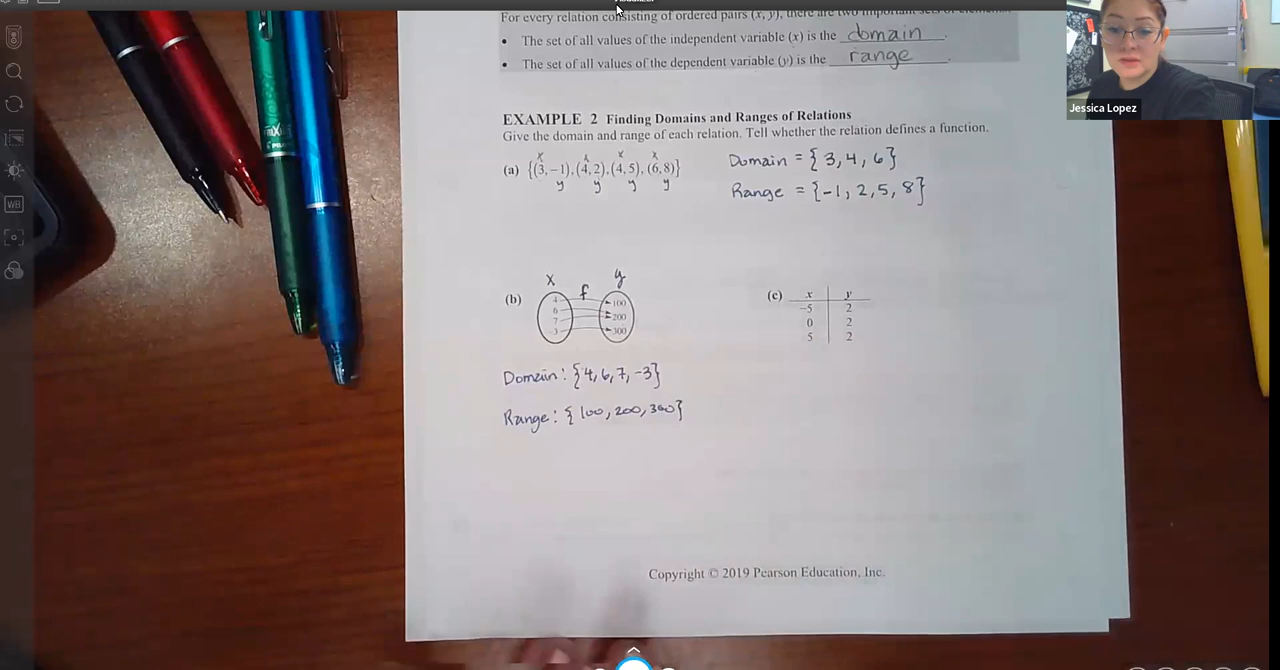 For every relation consisting of ordered pairs (x, y), there are two important sets of elements
• The set of all values of the independent variable (x) is the domain.
• The set of all values of the dependent variable (y) is the range.
Jessica Lopez
EXAMPLE 2 Finding Domains and Ranges of Relations
Give the domain and range of each relation. Tell whether the relation defines a function.
x x x x
(a) {(3,−1),(4,2),(4,5),(6,8)}
y y y y
Domain = {3, 4, 6}
Range = {-1, 2, 5, 8}
x f y
(b)
4 100
6 200
7 300
-3
(c) x y
−5 2
0 2
5 2
Domain: {4, 6, 7, -3}
Range: {100, 200, 300}
Copyright © 2019 Pearson Education, Inc.
WB